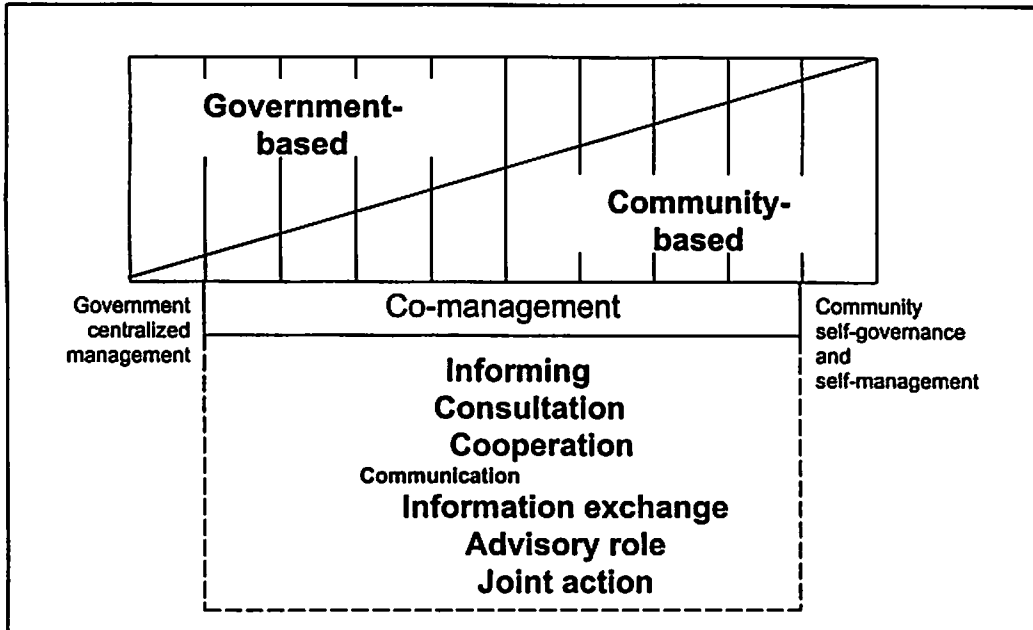 Government-
based
Community-
based
Government
centralized
management
Co-management
Community
self-governance
and
self-management
Informing
Consultation
Cooperation
Communication
Information exchange
Advisory role
Joint action